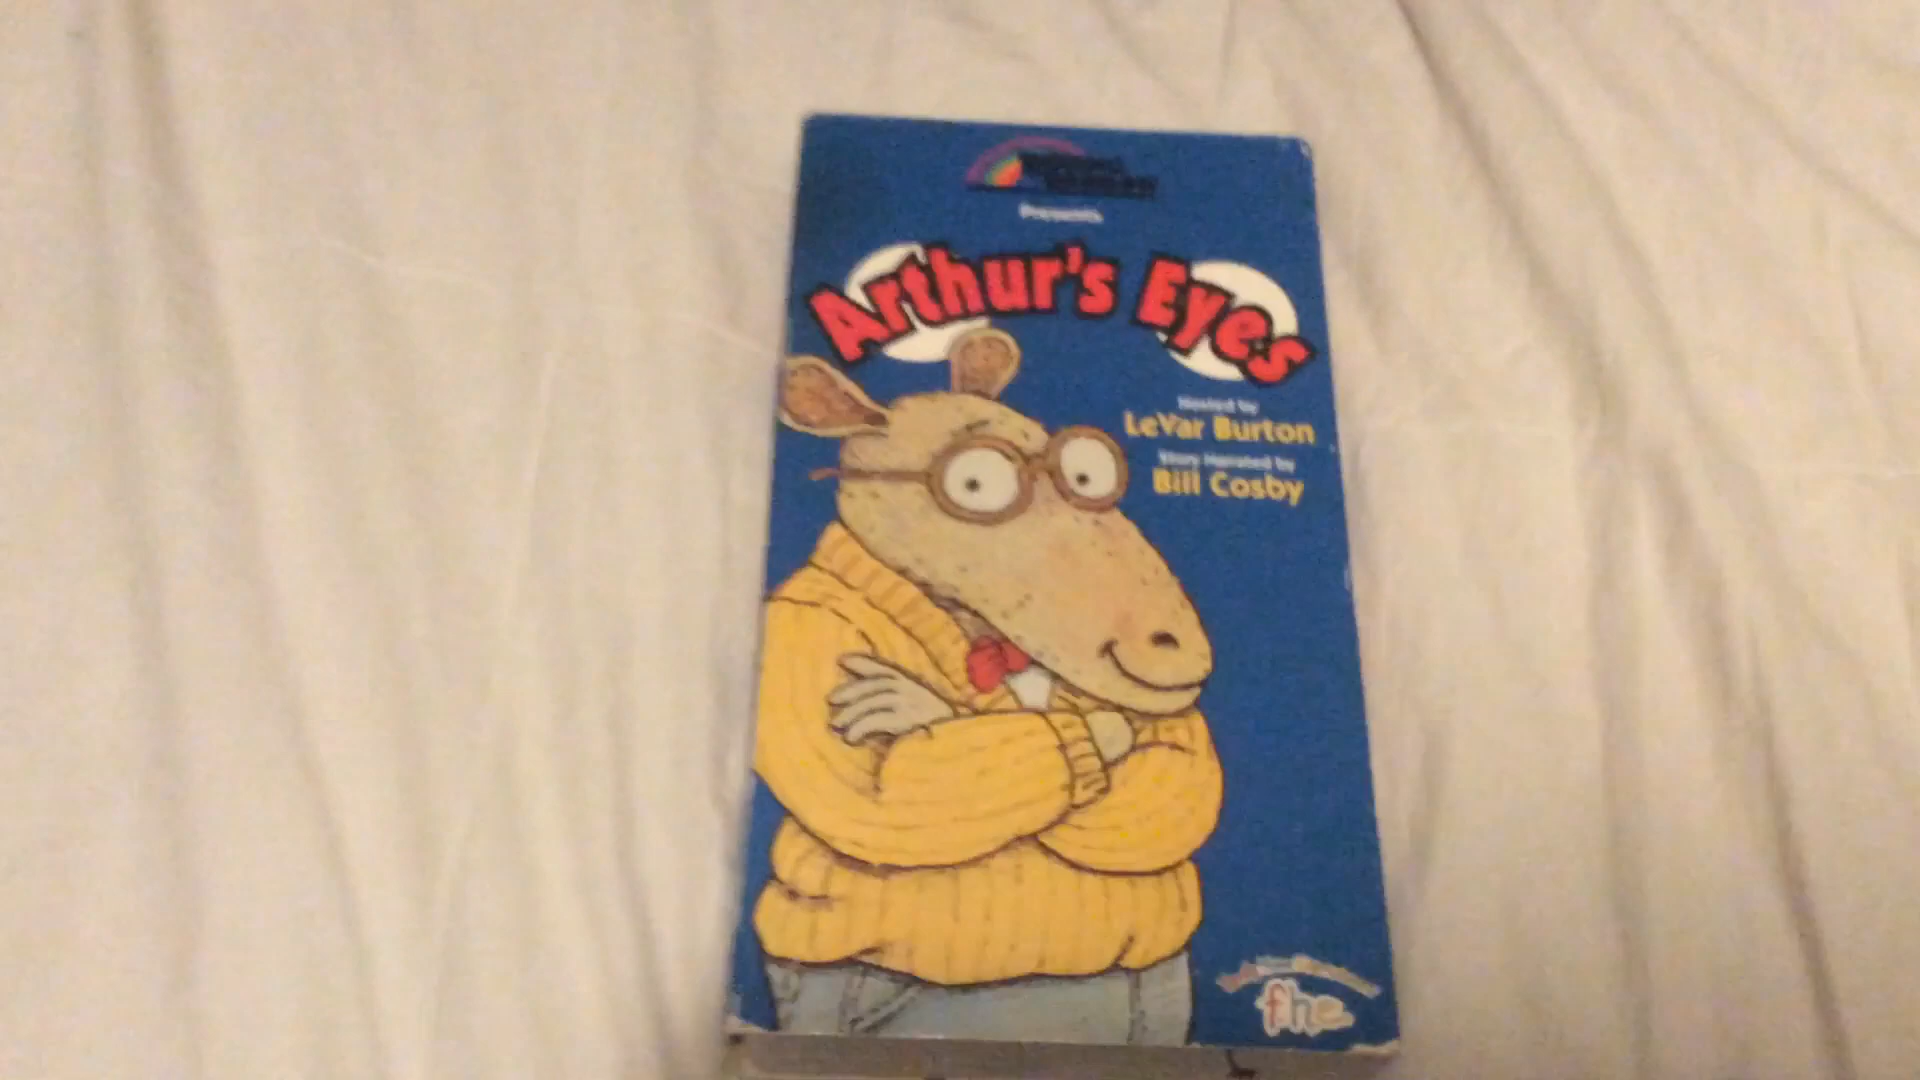 Presents
Arthur's Eyes
Hosted by
LeVar Burton
Story Narrated by
Bill Cosby
fhe